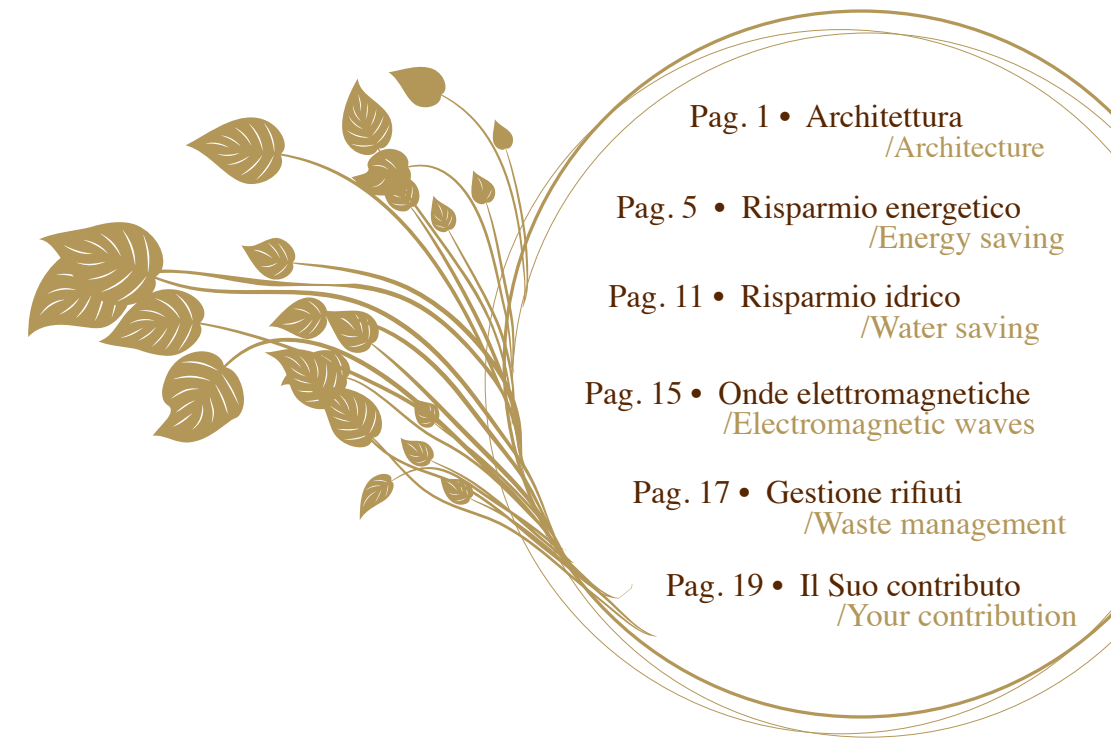 Pag. 1 • Architettura
/Architecture
Pag. 5 • Risparmio energetico
/Energy saving
Pag. 11 • Risparmio idrico
/Water saving
Pag. 15 • Onde elettromagnetiche
/Electromagnetic waves
Pag. 17 • Gestione rifiuti
/Waste management
Pag. 19 • Il Suo contributo
/Your contribution